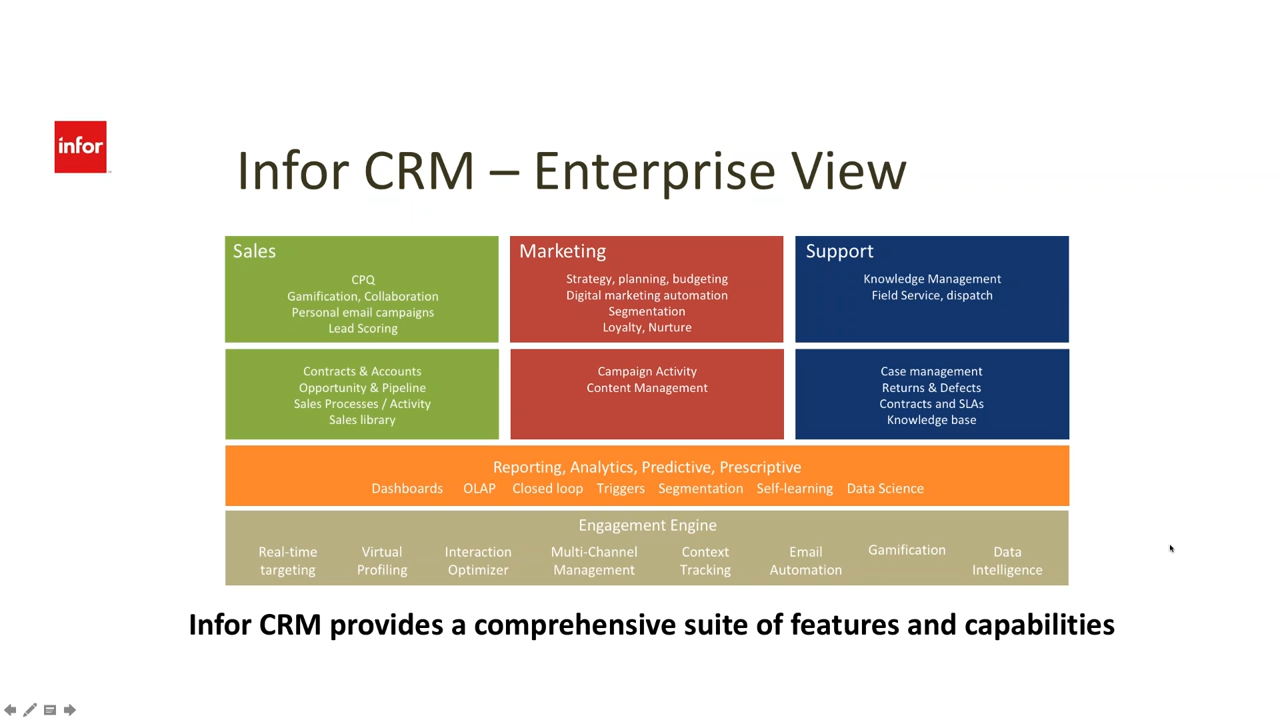 infor
Infor CRM – Enterprise View
Sales
CPQ
Gamification, Collaboration
Personal email campaigns
Lead Scoring
Marketing
Strategy, planning, budgeting
Digital marketing automation
Segmentation
Loyalty, Nurture
Support
Knowledge Management
Field Service, dispatch
Contracts & Accounts
Opportunity & Pipeline
Sales Processes / Activity
Sales library
Campaign Activity
Content Management
Case management
Returns & Defects
Contracts and SLAs
Knowledge base
Reporting, Analytics, Predictive, Prescriptive
Dashboards OLAP Closed loop Triggers Segmentation Self-learning Data Science
Engagement Engine
Real-time
targeting
Virtual
Profiling
Interaction
Optimizer
Multi-Channel
Management
Context
Tracking
Email
Automation
Gamification
Data
Intelligence
Infor CRM provides a comprehensive suite of features and capabilities